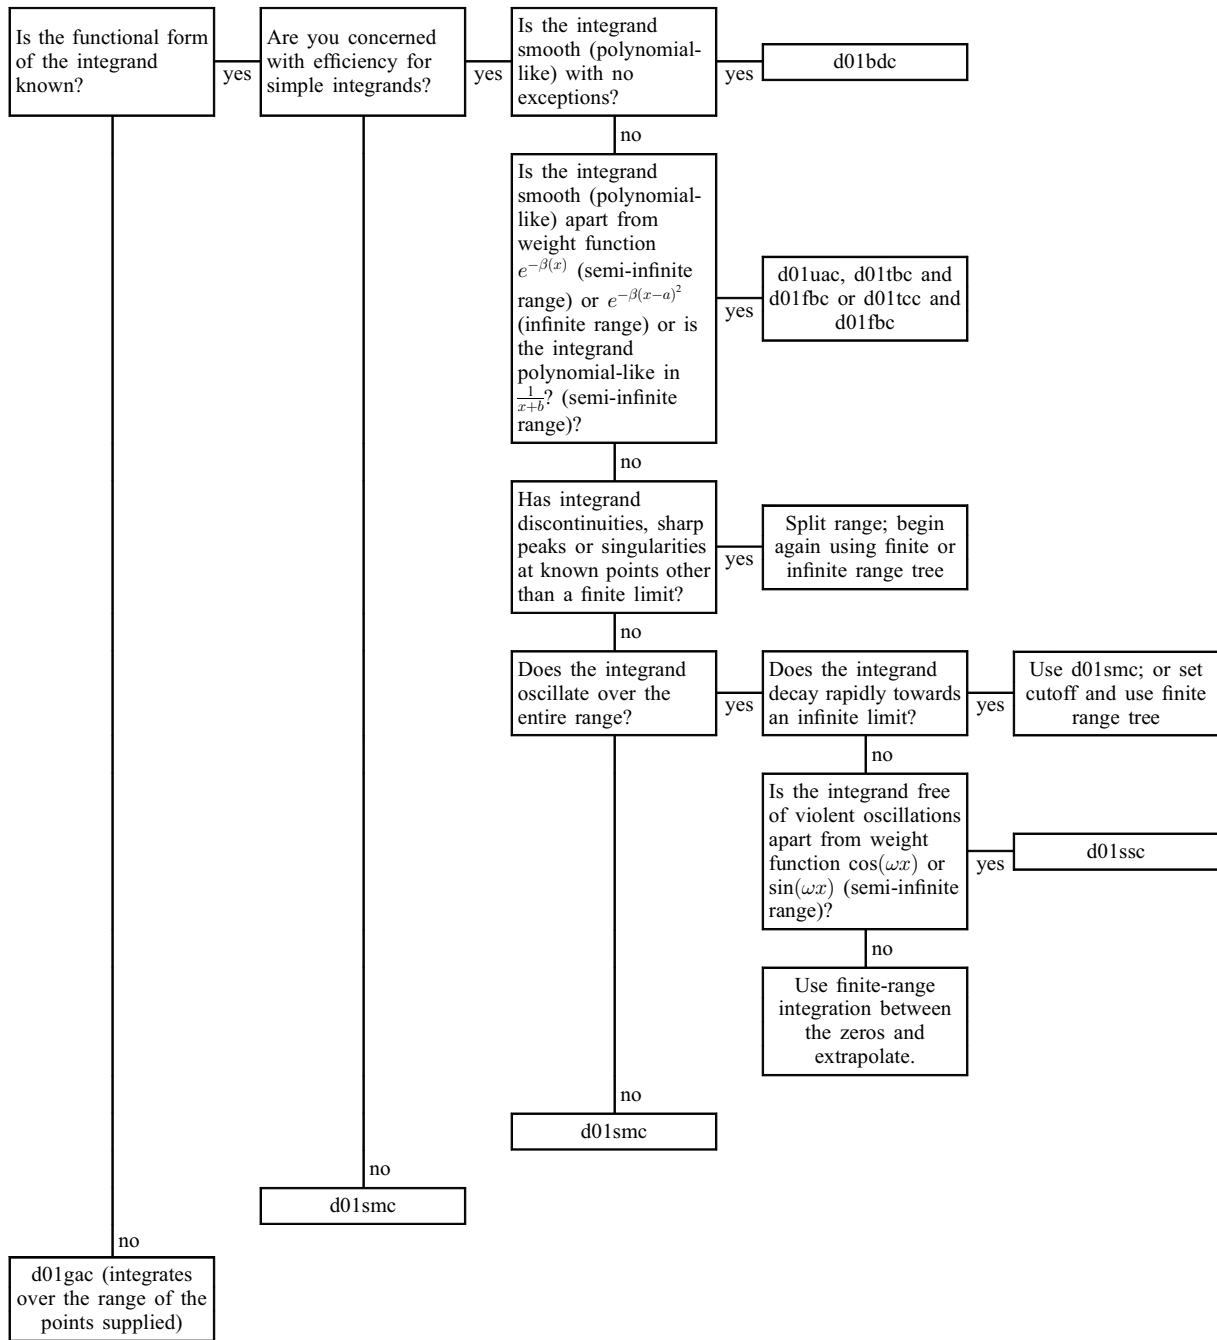 Is the functional form
of the integrand
known?
yes
Are you concerned
with efficiency for
simple integrands?
yes
Is the integrand
smooth (polynomial-
like) with no
exceptions?
yes
d01bdc
no
Is the integrand
smooth (polynomial-
like) apart from
weight function
e^{-β(x)} (semi-infinite
range) or e^{-β(x-a)^2}
(infinite range) or is
the integrand
polynomial-like in
\frac{1}{x+b}? (semi-infinite
range)?
yes
d01uac, d01tbc and
d01fbc or d01tcc and
d01fbc
no
Has integrand
discontinuities, sharp
peaks or singularities
at known points other
than a finite limit?
yes
Split range; begin
again using finite or
infinite range tree
no
Does the integrand
oscillate over the
entire range?
yes
Does the integrand
decay rapidly towards
an infinite limit?
yes
Use d01smc; or set
cutoff and use finite
range tree
no
Is the integrand free
of violent oscillations
apart from weight
function cos(ωx) or
sin(ωx) (semi-infinite
range)?
yes
d01ssc
no
Use finite-range
integration between
the zeros and
extrapolate.
no
d01smc
no
d01smc
no
d01gac (integrates
over the range of the
points supplied)